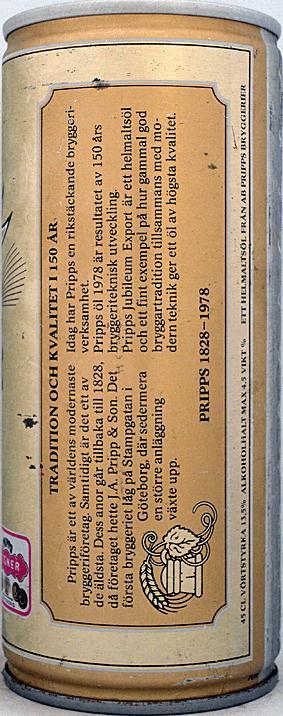 TRADITION OCH KVALITET I 150 ÅR
Pripps är ett av världens modernaste
bryggeriföretag. Samtidigt är det ett av
de äldsta. Dess anor går tillbaka till 1828,
då företaget hette J. A. Pripp & Son. Det
första bryggeriet låg på Stampgatan i
Göteborg, där sedermera
en större anläggning
växte upp.
Idag har Pripps en rikstäckande bryggeri-
verksamhet.
Pripps öl 1978 är resultatet av 150 års
bryggeriteknisk utveckling.
Pripps Jubileum Export är ett helmaltsöl
och ett fint exempel på hur gammal god
bryggartradition tillsammans med mo-
dern teknik ger ett öl av högsta kvalitet.
PRIPPS 1828–1978
45 CL VÖRTSTYRKA 13,5% ALKOHOLHALT MAX 4,5 VIKT % ETT HELMALTSÖL FRÅN AB PRIPPS BRYGGERIER